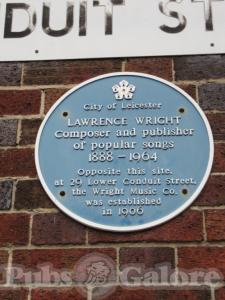 DUIT ST
City of Leicester
LAWRENCE WRIGHT
Composer and publisher
of popular songs
1888 - 1964
Opposite this site,
at 29 Lower Conduit Street,
the Wright Music Co.
was established
in 1906
Pubs Galore